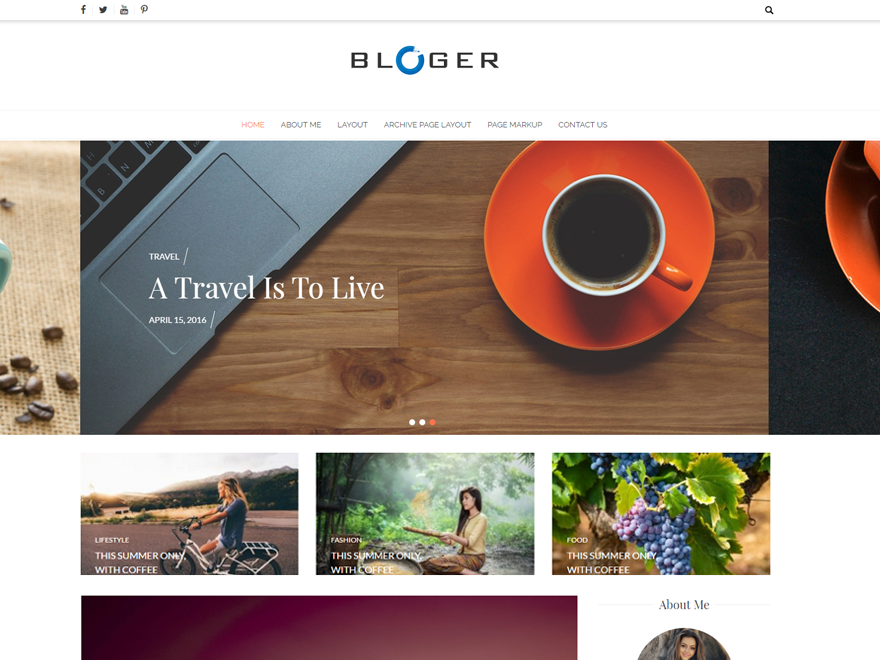 BLOGER
HOME ABOUT ME LAYOUT ARCHIVE PAGE LAYOUT PAGE MARKUP CONTACT US
TRAVEL
A Travel Is To Live
APRIL 15, 2016
LIFESTYLE
THIS SUMMER ONLY
WITH COFFEE
FASHION
THIS SUMMER ONLY
WITH COFFEE
FOOD
THIS SUMMER ONLY
WITH COFFEE
About Me